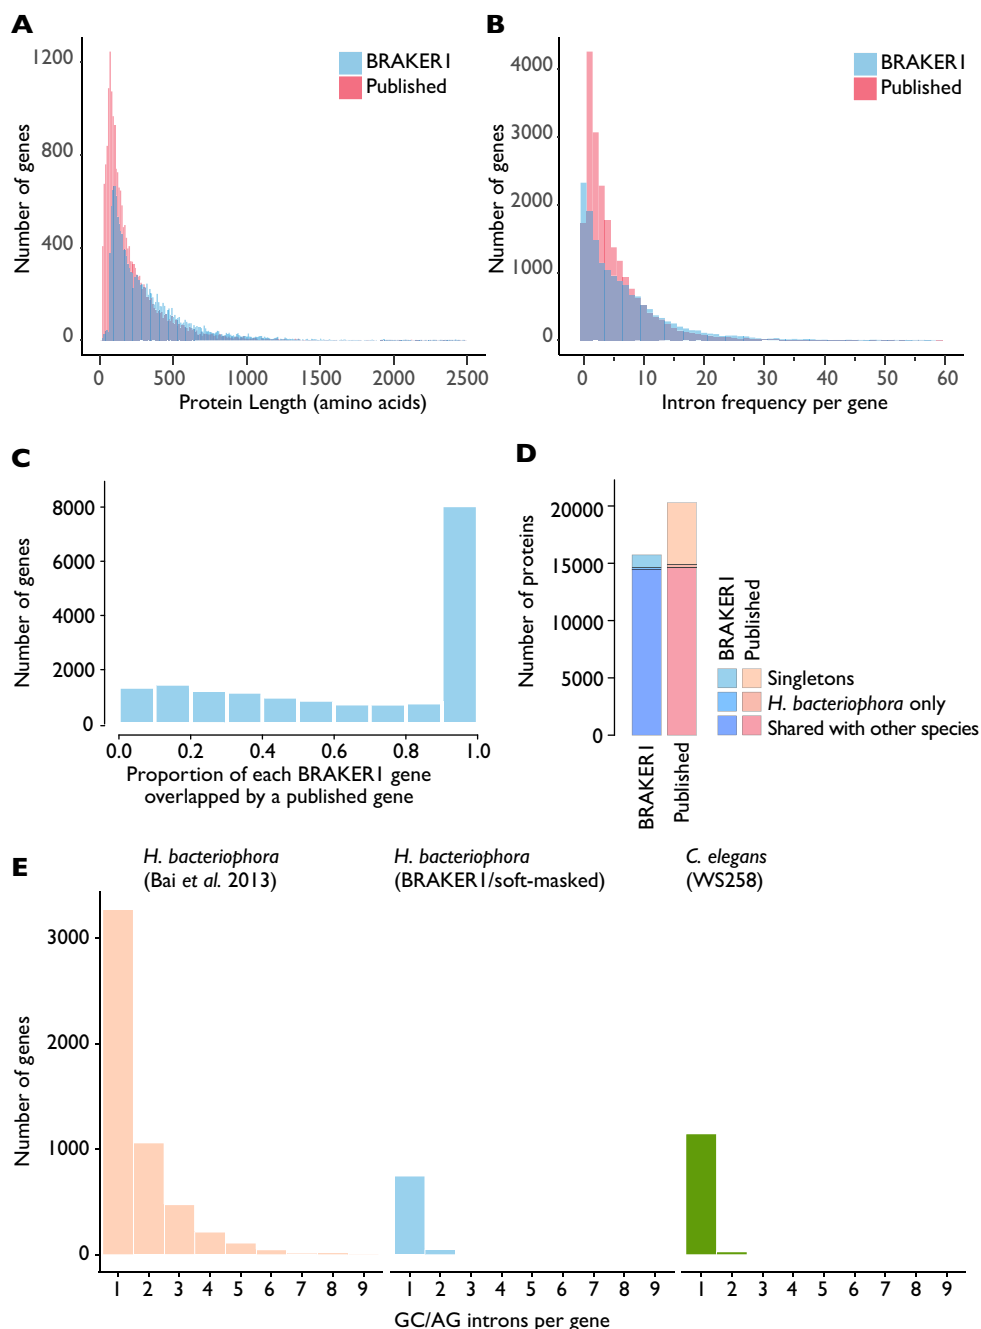 A
BRAKER1
Published
Number of genes
1200
800
400
0
0 500 1000 1500 2000 2500
Protein Length (amino acids)
B
BRAKER1
Published
Number of genes
4000
3000
2000
1000
0
0 10 20 30 40 50 60
Intron frequency per gene
C
Number of genes
8000
6000
4000
2000
0
0.0 0.2 0.4 0.6 0.8 1.0
Proportion of each BRAKER1 gene
overlapped by a published gene
D
Number of proteins
20000
15000
10000
5000
0
BRAKER1
Published
BRAKER1
Published
Singletons
H. bacteriophora only
Shared with other species
E
H. bacteriophora
(Bai et al. 2013)
H. bacteriophora
(BRAKER1/soft-masked)
C. elegans
(WS258)
Number of genes
3000
2000
1000
0
1 2 3 4 5 6 7 8 9
1 2 3 4 5 6 7 8 9
1 2 3 4 5 6 7 8 9
GC/AG introns per gene